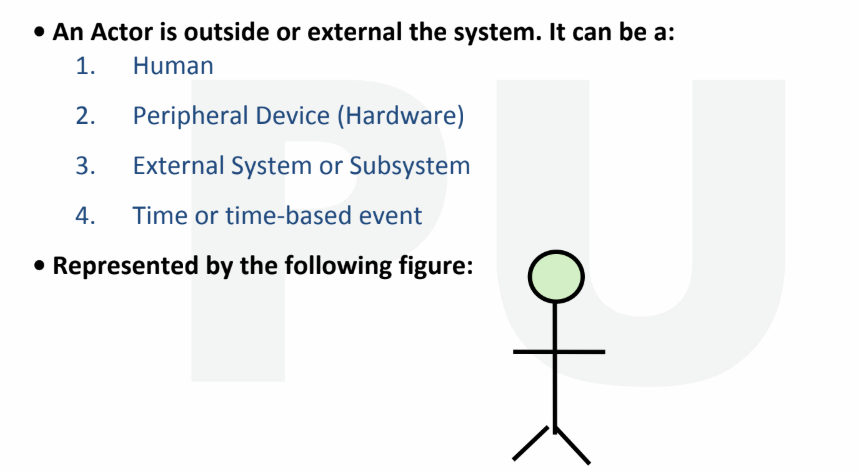 • An Actor is outside or external the system. It can be a:
1. Human
2. Peripheral Device (Hardware)
3. External System or Subsystem
4. Time or time-based event
• Represented by the following figure:
PU